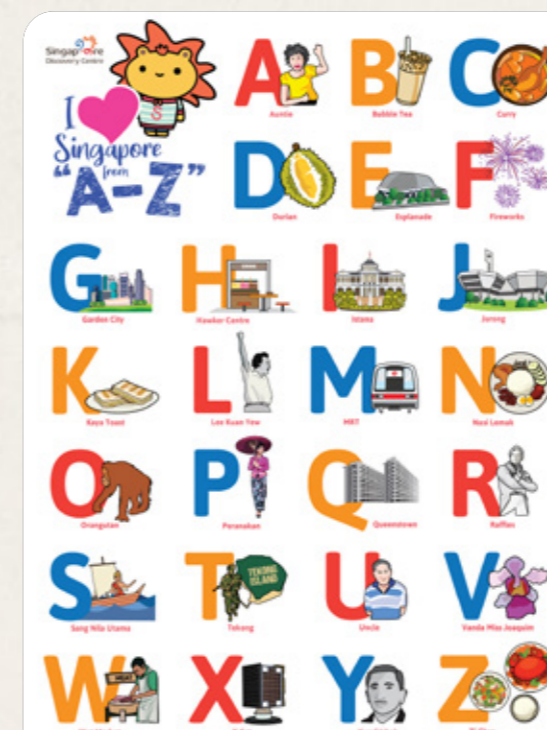 Singapore
Discovery Centre
I
Singapore
from
"A-Z"
A
Auntie
B
Bubble Tea
C
Curry
D
Durian
E
Esplanade
F
Fireworks
G
Garden City
H
Hawker Centre
I
Istana
J
Jurong
K
Kaya Toast
L
Lee Kuan Yew
M
MRT
N
Nasi Lemak
O
Orangutan
P
Peranakan
Q
Queenstown
R
Raffles
S
Sang Nila Utama
T
TEKONG
ISLAND
Tekong
U
Uncle
V
Vanda Miss Joaquim
W
X
Y
Z